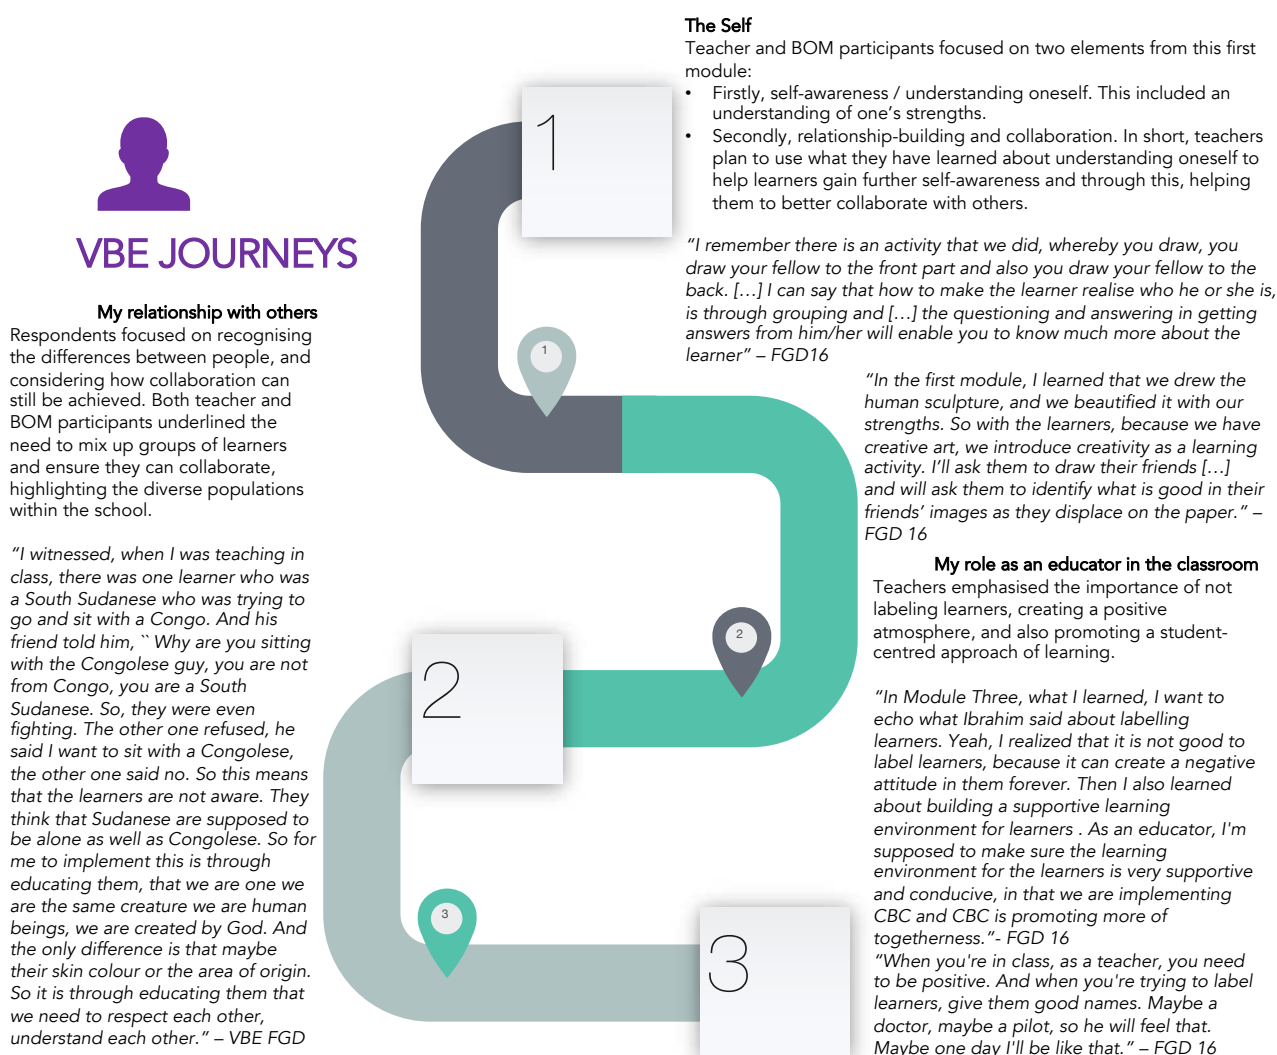 The Self
Teacher and BOM participants focused on two elements from this first
module:
• Firstly, self-awareness / understanding oneself. This included an
understanding of one’s strengths.
• Secondly, relationship-building and collaboration. In short, teachers
plan to use what they have learned about understanding oneself to
help learners gain further self-awareness and through this, helping
them to better collaborate with others.
“I remember there is an activity that we did, whereby you draw, you
draw your fellow to the front part and also you draw your fellow to the
back. […] I can say that how to make the learner realise who he or she is,
is through grouping and […] the questioning and answering in getting
answers from him/her will enable you to know much more about the
learner” – FGD16
“In the first module, I learned that we drew the
human sculpture, and we beautified it with our
strengths. So with the learners, because we have
creative art, we introduce creativity as a learning
activity. I’ll ask them to draw their friends […]
and will ask them to identify what is good in their
friends’ images as they displace on the paper.” –
FGD 16
1
1
VBE JOURNEYS
My relationship with others
Respondents focused on recognising
the differences between people, and
considering how collaboration can
still be achieved. Both teacher and
BOM participants underlined the
need to mix up groups of learners
and ensure they can collaborate,
highlighting the diverse populations
within the school.
“I witnessed, when I was teaching in
class, there was one learner who was
a South Sudanese who was trying to
go and sit with a Congo. And his
friend told him, `` Why are you sitting
with the Congolese guy, you are not
from Congo, you are a South
Sudanese. So, they were even
fighting. The other one refused, he
said I want to sit with a Congolese,
the other one said no. So this means
that the learners are not aware. They
think that Sudanese are supposed to
be alone as well as Congolese. So for
me to implement this is through
educating them, that we are one we
are the same creature we are human
beings, we are created by God. And
the only difference is that maybe
their skin colour or the area of origin.
So it is through educating them that
we need to respect each other,
understand each other.” – VBE FGD
2
2
My role as an educator in the classroom
Teachers emphasised the importance of not
labeling learners, creating a positive
atmosphere, and also promoting a student-
centred approach of learning.
“In Module Three, what I learned, I want to
echo what Ibrahim said about labelling
learners. Yeah, I realized that it is not good to
label learners, because it can create a negative
attitude in them forever. Then I also learned
about building a supportive learning
environment for learners . As an educator, I'm
supposed to make sure the learning
environment for the learners is very supportive
and conducive, in that we are implementing
CBC and CBC is promoting more of
togetherness.”- FGD 16
“When you're in class, as a teacher, you need
to be positive. And when you're trying to label
learners, give them good names. Maybe a
doctor, maybe a pilot, so he will feel that.
Maybe one day I'll be like that.” – FGD 16
3
3